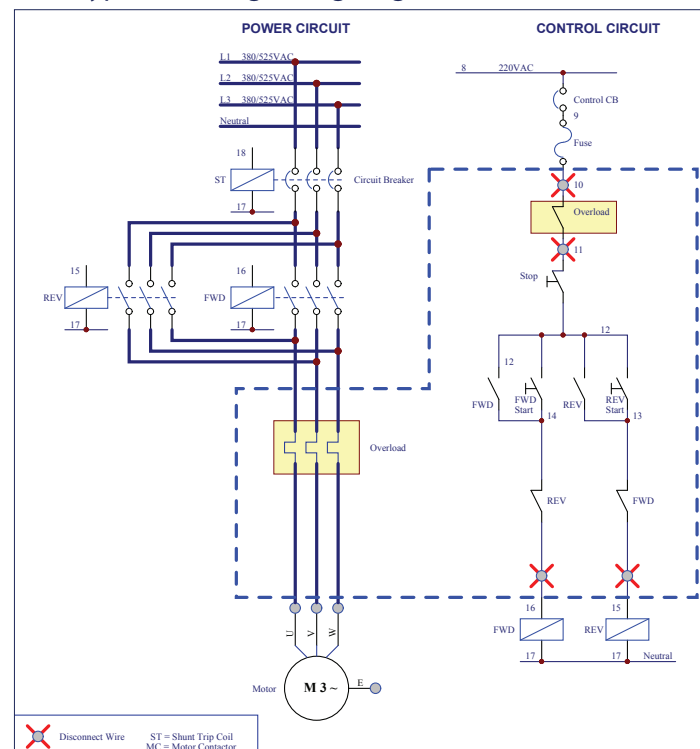 POWER CIRCUIT
CONTROL CIRCUIT
L1 380/525VAC
L2 380/525VAC
L3 380/525VAC
Neutral
8 220VAC
Control CB
9
Fuse
18
ST
Circuit Breaker
17
10
Overload
11
Stop
15
REV
17
16
FWD
17
12
12
FWD
FWD
Start
14
REV
REV
Start
13
Overload
REV
FWD
16
FWD
17
15
REV
17
Neutral
U
V
W
Motor
M 3 ~
E
Disconnect Wire
ST = Shunt Trip Coil
MC = Motor Contactor